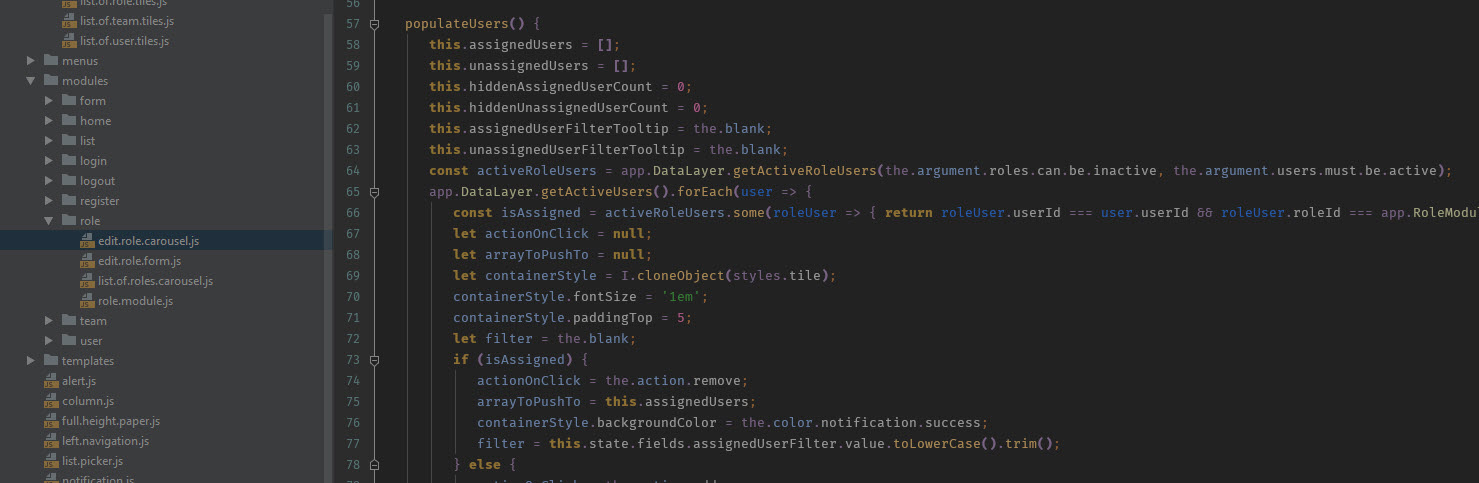 list.of.role.tiles.js
list.of.team.tiles.js
list.of.user.tiles.js
menus
modules
form
home
list
login
logout
register
role
edit.role.carousel.js
edit.role.form.js
list.of.roles.carousel.js
role.module.js
team
user
templates
alert.js
column.js
full.height.paper.js
left.navigation.js
list.picker.js
notification.js
56
57 populateUsers() {
58 this.assignedUsers = [];
59 this.unassignedUsers = [];
60 this.hiddenAssignedUserCount = 0;
61 this.hiddenUnassignedUserCount = 0;
62 this.assignedUserFilterTooltip = the.blank;
63 this.unassignedUserFilterTooltip = the.blank;
64 const activeRoleUsers = app.DataLayer.getActiveRoleUsers(the.argument.roles.can.be.inactive, the.argument.users.must.be.active);
65 app.DataLayer.getActiveUsers().forEach(user => {
66 const isAssigned = activeRoleUsers.some(roleUser => { return roleUser.userId === user.userId && roleUser.roleId === app.RoleModul
67 let actionOnClick = null;
68 let arrayToPushTo = null;
69 let containerStyle = I.cloneObject(styles.tile);
70 containerStyle.fontSize = '1em';
71 containerStyle.paddingTop = 5;
72 let filter = the.blank;
73 if (isAssigned) {
74 actionOnClick = the.action.remove;
75 arrayToPushTo = this.assignedUsers;
76 containerStyle.backgroundColor = the.color.notification.success;
77 filter = this.state.fields.assignedUserFilter.value.toLowerCase().trim();
78 } else {